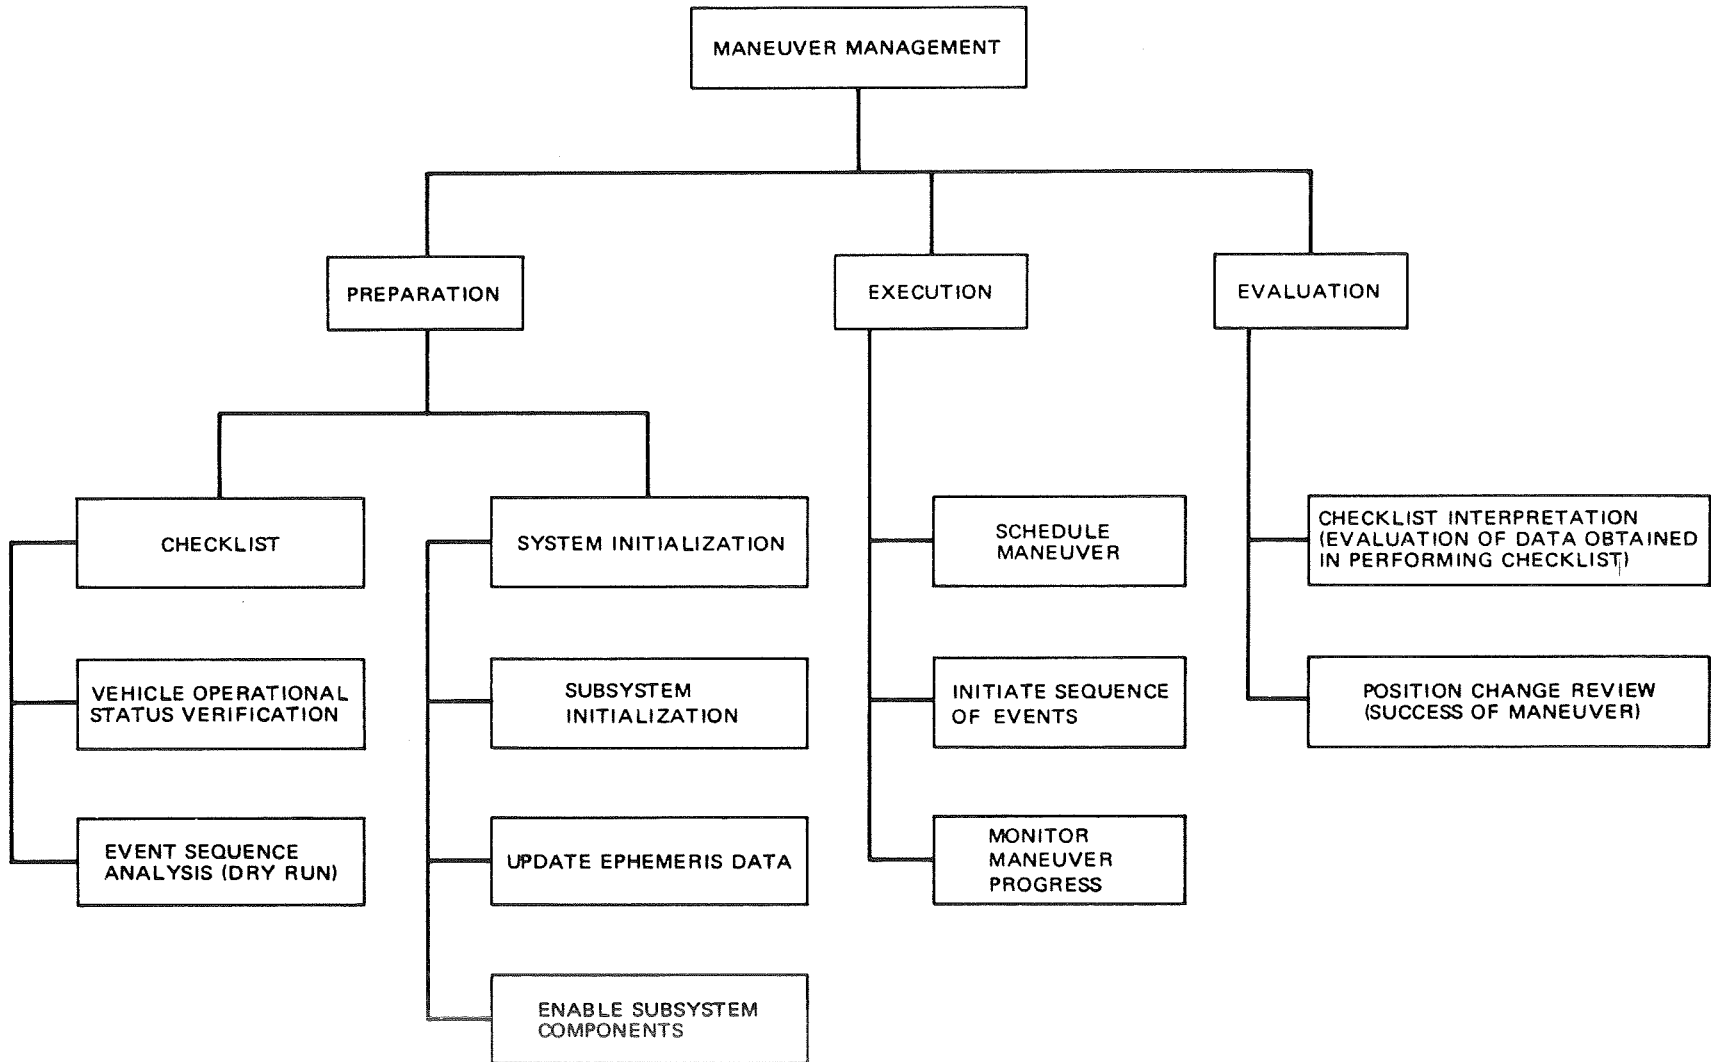 MANEUVER MANAGEMENT
PREPARATION
EXECUTION
EVALUATION
CHECKLIST
SYSTEM INITIALIZATION
SCHEDULE
MANEUVER
CHECKLIST INTERPRETATION
(EVALUATION OF DATA OBTAINED
IN PERFORMING CHECKLIST)
VEHICLE OPERATIONAL
STATUS VERIFICATION
SUBSYSTEM
INITIALIZATION
INITIATE SEQUENCE
OF EVENTS
POSITION CHANGE REVIEW
(SUCCESS OF MANEUVER)
EVENT SEQUENCE
ANALYSIS (DRY RUN)
UPDATE EPHEMERIS DATA
MONITOR
MANEUVER
PROGRESS
ENABLE SUBSYSTEM
COMPONENTS